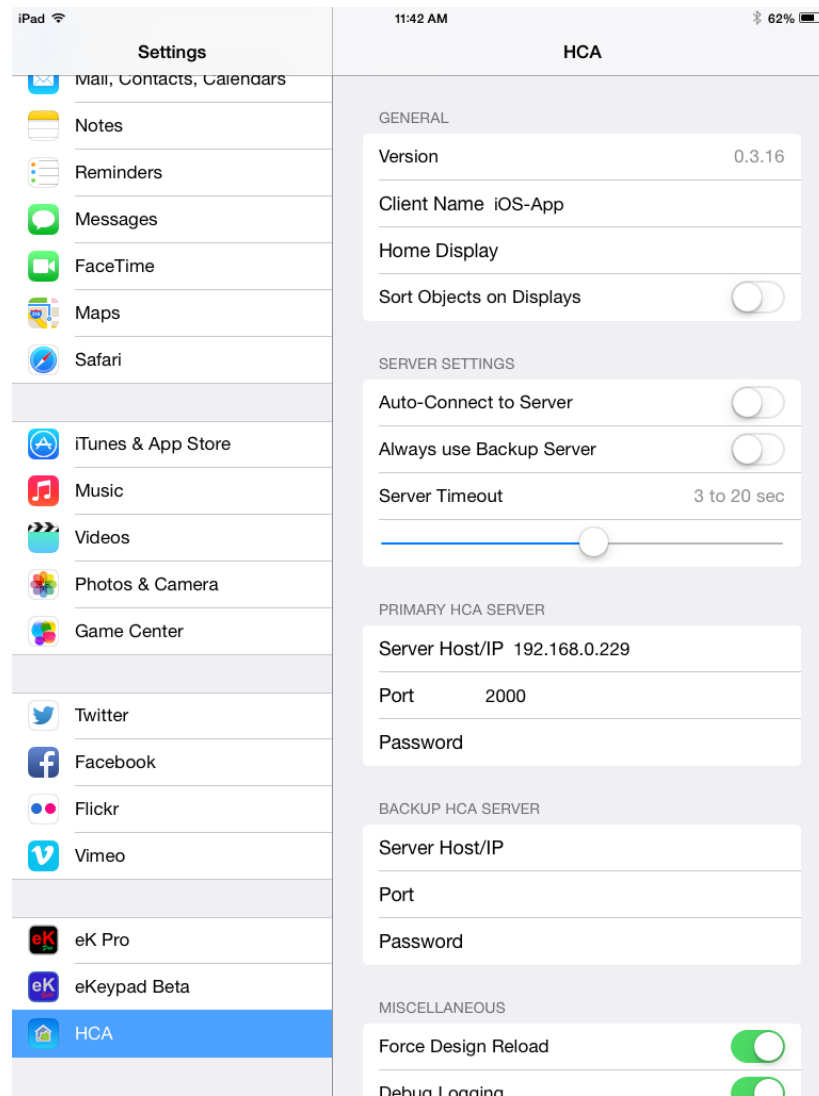 iPad 11:42 AM 62%
Settings
Mail, Contacts, Calendars
Notes
Reminders
Messages
FaceTime
Maps
Safari
iTunes & App Store
Music
Videos
Photos & Camera
Game Center
Twitter
Facebook
Flickr
Vimeo
eK Pro
eKeypad Beta
HCA
HCA
GENERAL
Version 0.3.16
Client Name iOS-App
Home Display
Sort Objects on Displays
SERVER SETTINGS
Auto-Connect to Server
Always use Backup Server
Server Timeout 3 to 20 sec
PRIMARY HCA SERVER
Server Host/IP 192.168.0.229
Port 2000
Password
BACKUP HCA SERVER
Server Host/IP
Port
Password
MISCELLANEOUS
Force Design Reload
Debug Logging